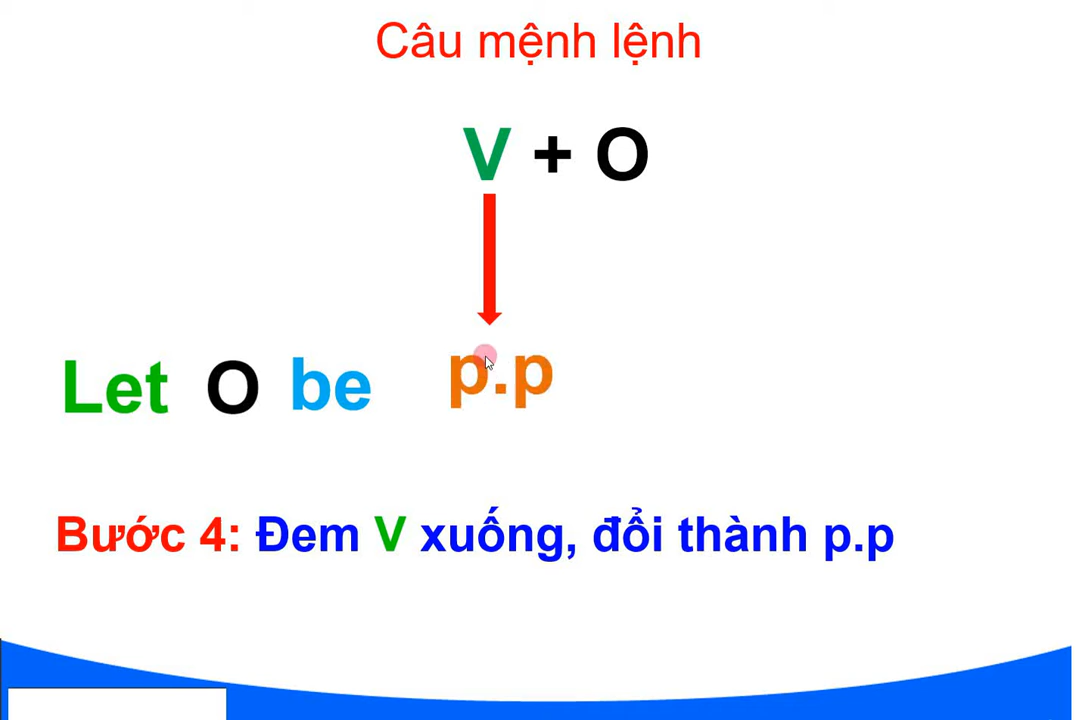 Câu mệnh lệnh
V + O
Let O be p.p
Bước 4: Đem V xuống, đổi thành p.p